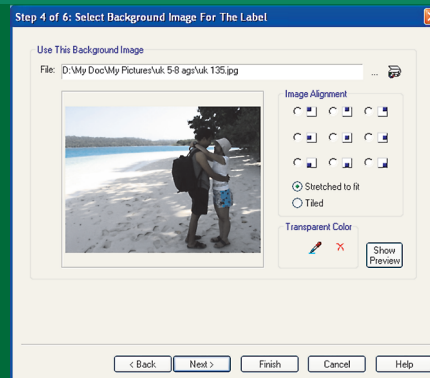 Step 4 of 6: Select Background Image For The Label
Use This Background Image
File: D:\My Doc\My Pictures\uk 5-8 ags\uk 135.jpg ...
Image Alignment
Stretched to fit
Tiled
Transparent Color
Show
Preview
< Back Next > Finish Cancel Help